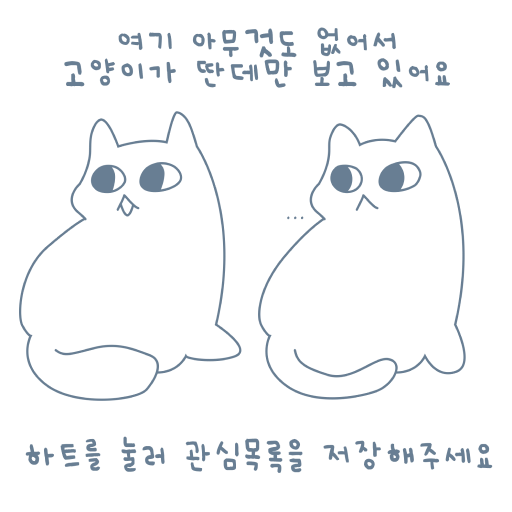 여기 아무것도 없어서
고양이가 딴데만 보고 있어요
...
하트를 눌러 관심목록을 저장해주세요